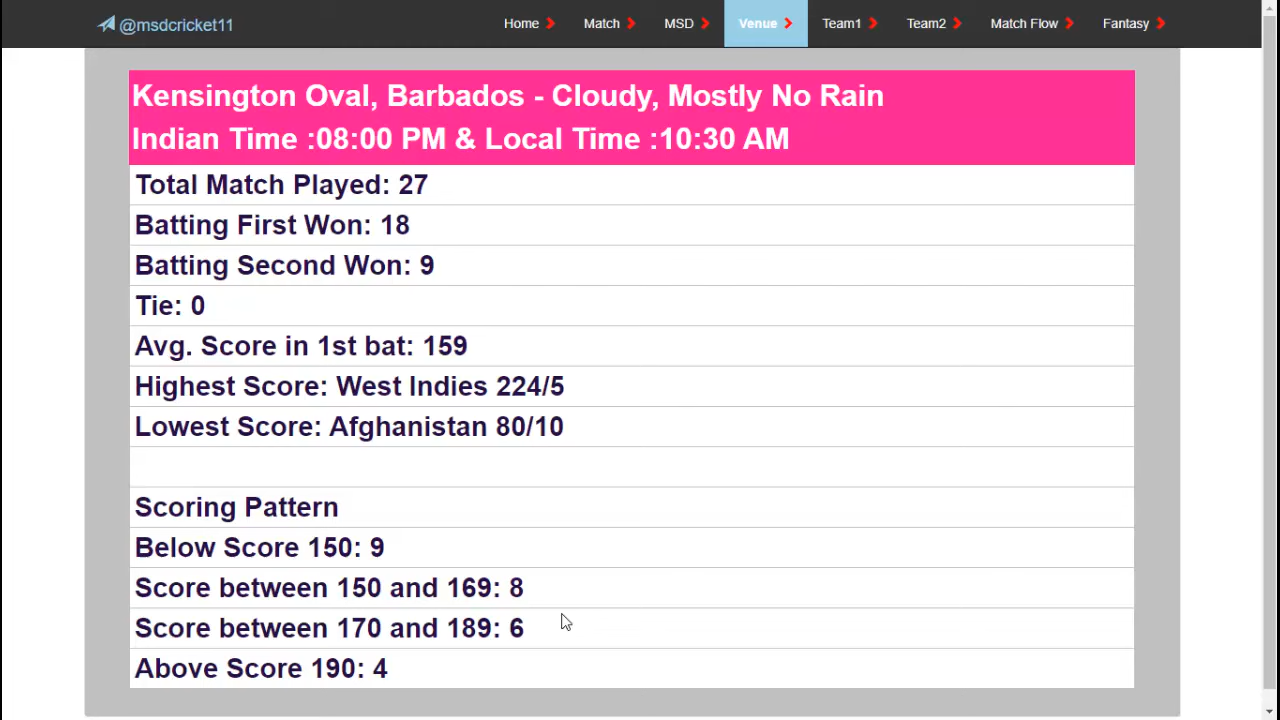 @msdcricket11
Home Match MSD Venue Team1 Team2 Match Flow Fantasy
Kensington Oval, Barbados - Cloudy, Mostly No Rain
Indian Time :08:00 PM & Local Time :10:30 AM
Total Match Played: 27
Batting First Won: 18
Batting Second Won: 9
Tie: 0
Avg. Score in 1st bat: 159
Highest Score: West Indies 224/5
Lowest Score: Afghanistan 80/10
Scoring Pattern
Below Score 150: 9
Score between 150 and 169: 8
Score between 170 and 189: 6
Above Score 190: 4